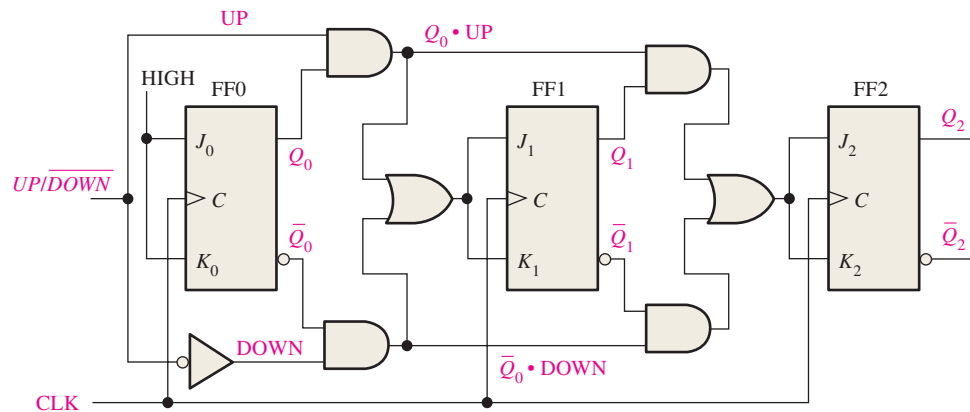 UP
Q₀ • UP
HIGH
FF0
FF1
FF2
J₀
Q₀
J₁
Q₁
J₂
Q₂
UP/D̅O̅W̅N̅
C
C
C
Q̅₀
Q̅₁
Q̅₂
K₀
K₁
K₂
DOWN
Q̅₀ • DOWN
CLK